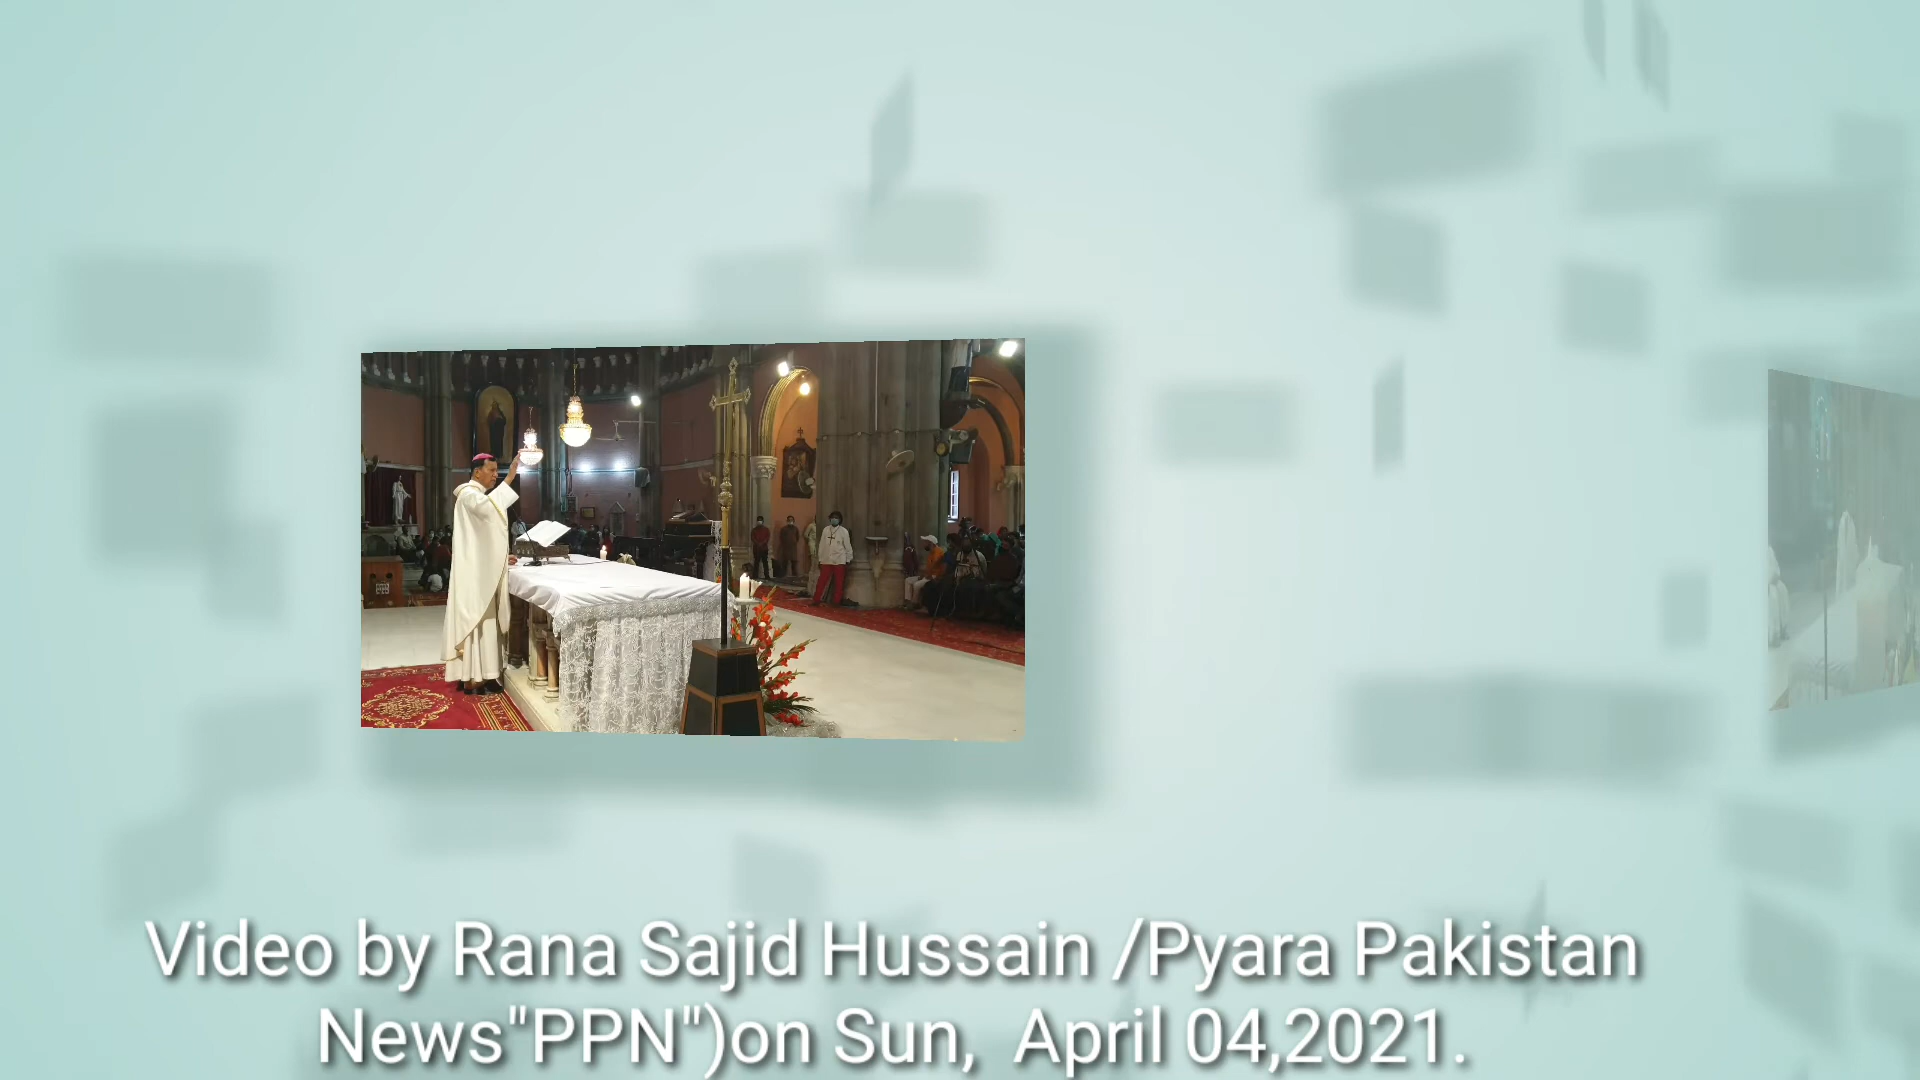 Video by Rana Sajid Hussain /Pyara Pakistan
News"PPN")on Sun,  April 04,2021.